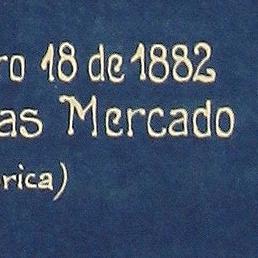 ro 18 de 1882
as Mercado
rica)